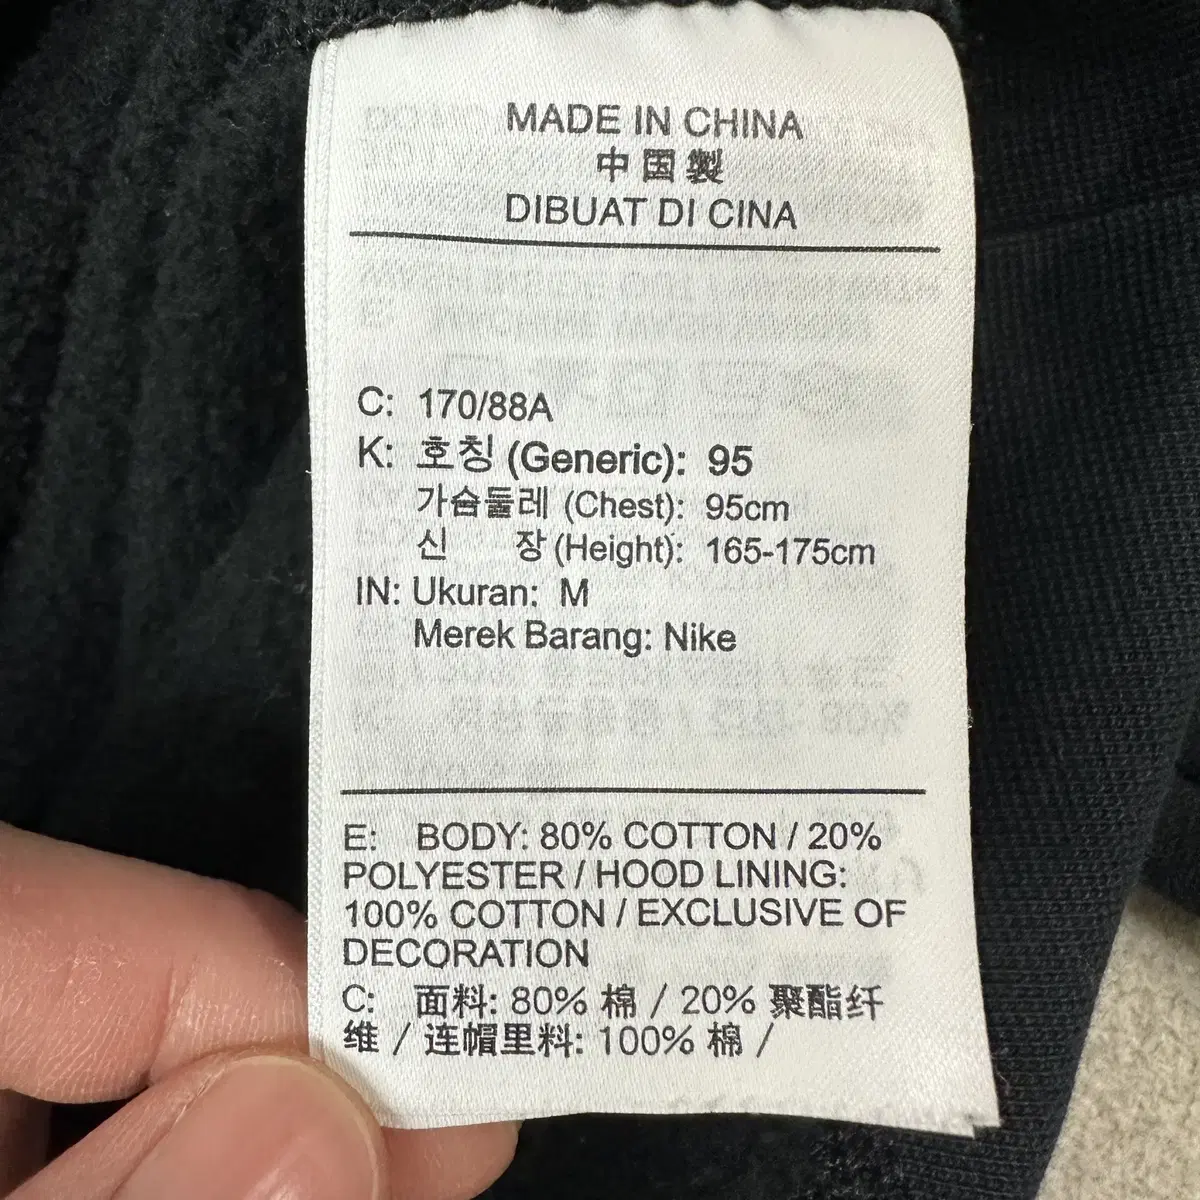 MADE IN CHINA
中国製
DIBUAT DI CINA
C: 170/88A
K: 호칭 (Generic): 95
가슴둘레 (Chest): 95cm
신 장 (Height): 165-175cm
IN: Ukuran: M
Merek Barang: Nike
E: BODY: 80% COTTON / 20%
POLYESTER / HOOD LINING:
100% COTTON / EXCLUSIVE OF
DECORATION
C: 面料: 80% 棉 / 20% 聚酯纤
维 / 连帽里料: 100% 棉 /